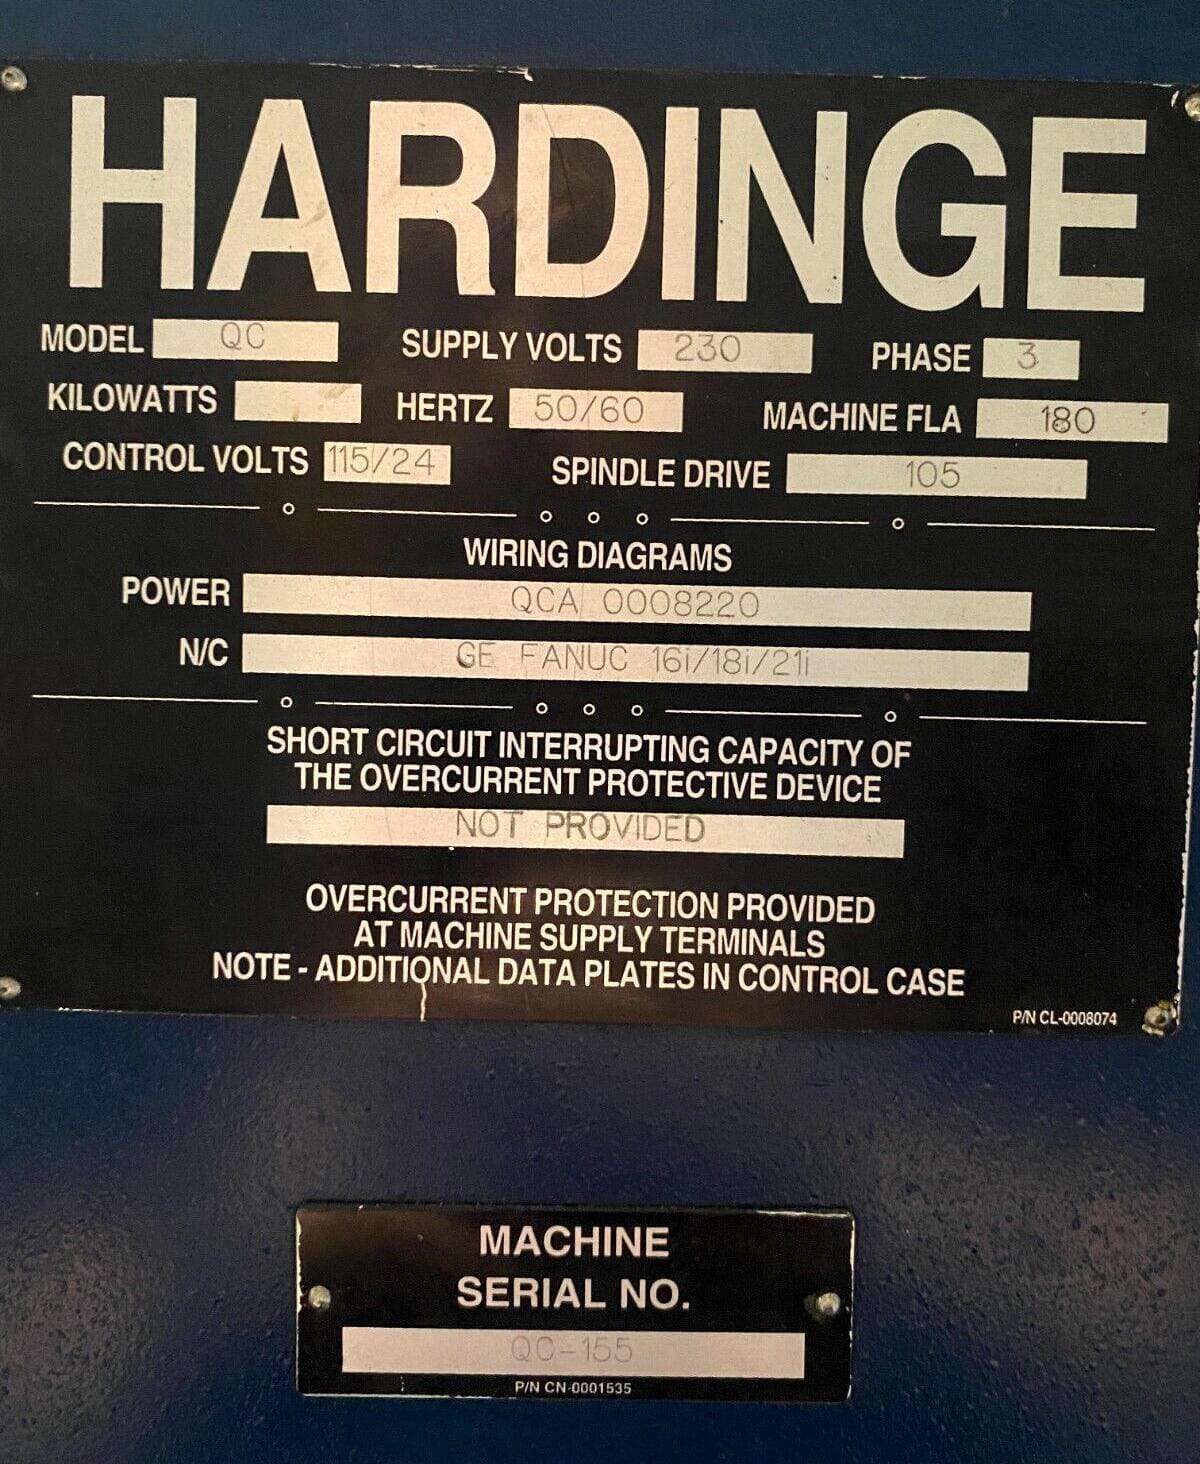 HARDINGE
MODEL QC SUPPLY VOLTS 230 PHASE 3
KILOWATTS HERTZ 50/60 MACHINE FLA 180
CONTROL VOLTS 115/24 SPINDLE DRIVE 105
WIRING DIAGRAMS
POWER QCA 0008220
N/C GE FANUC 16i/18i/21i
SHORT CIRCUIT INTERRUPTING CAPACITY OF
THE OVERCURRENT PROTECTIVE DEVICE
NOT PROVIDED
OVERCURRENT PROTECTION PROVIDED
AT MACHINE SUPPLY TERMINALS
NOTE - ADDITIONAL DATA PLATES IN CONTROL CASE
P/N CL-0008074
MACHINE
SERIAL NO.
QC-155
P/N CN-0001535